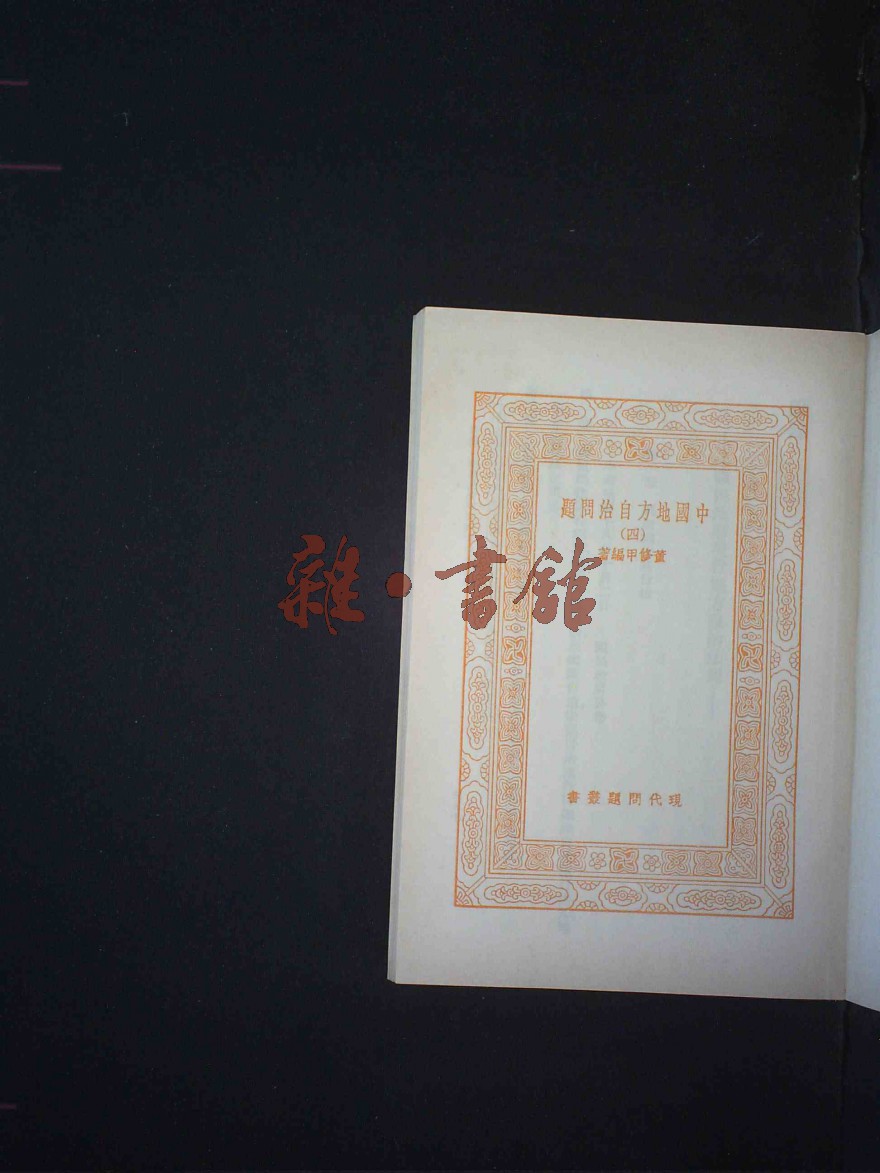 中國地方自治問題
(四)
董修甲編著
現代問題叢書
雜·書館